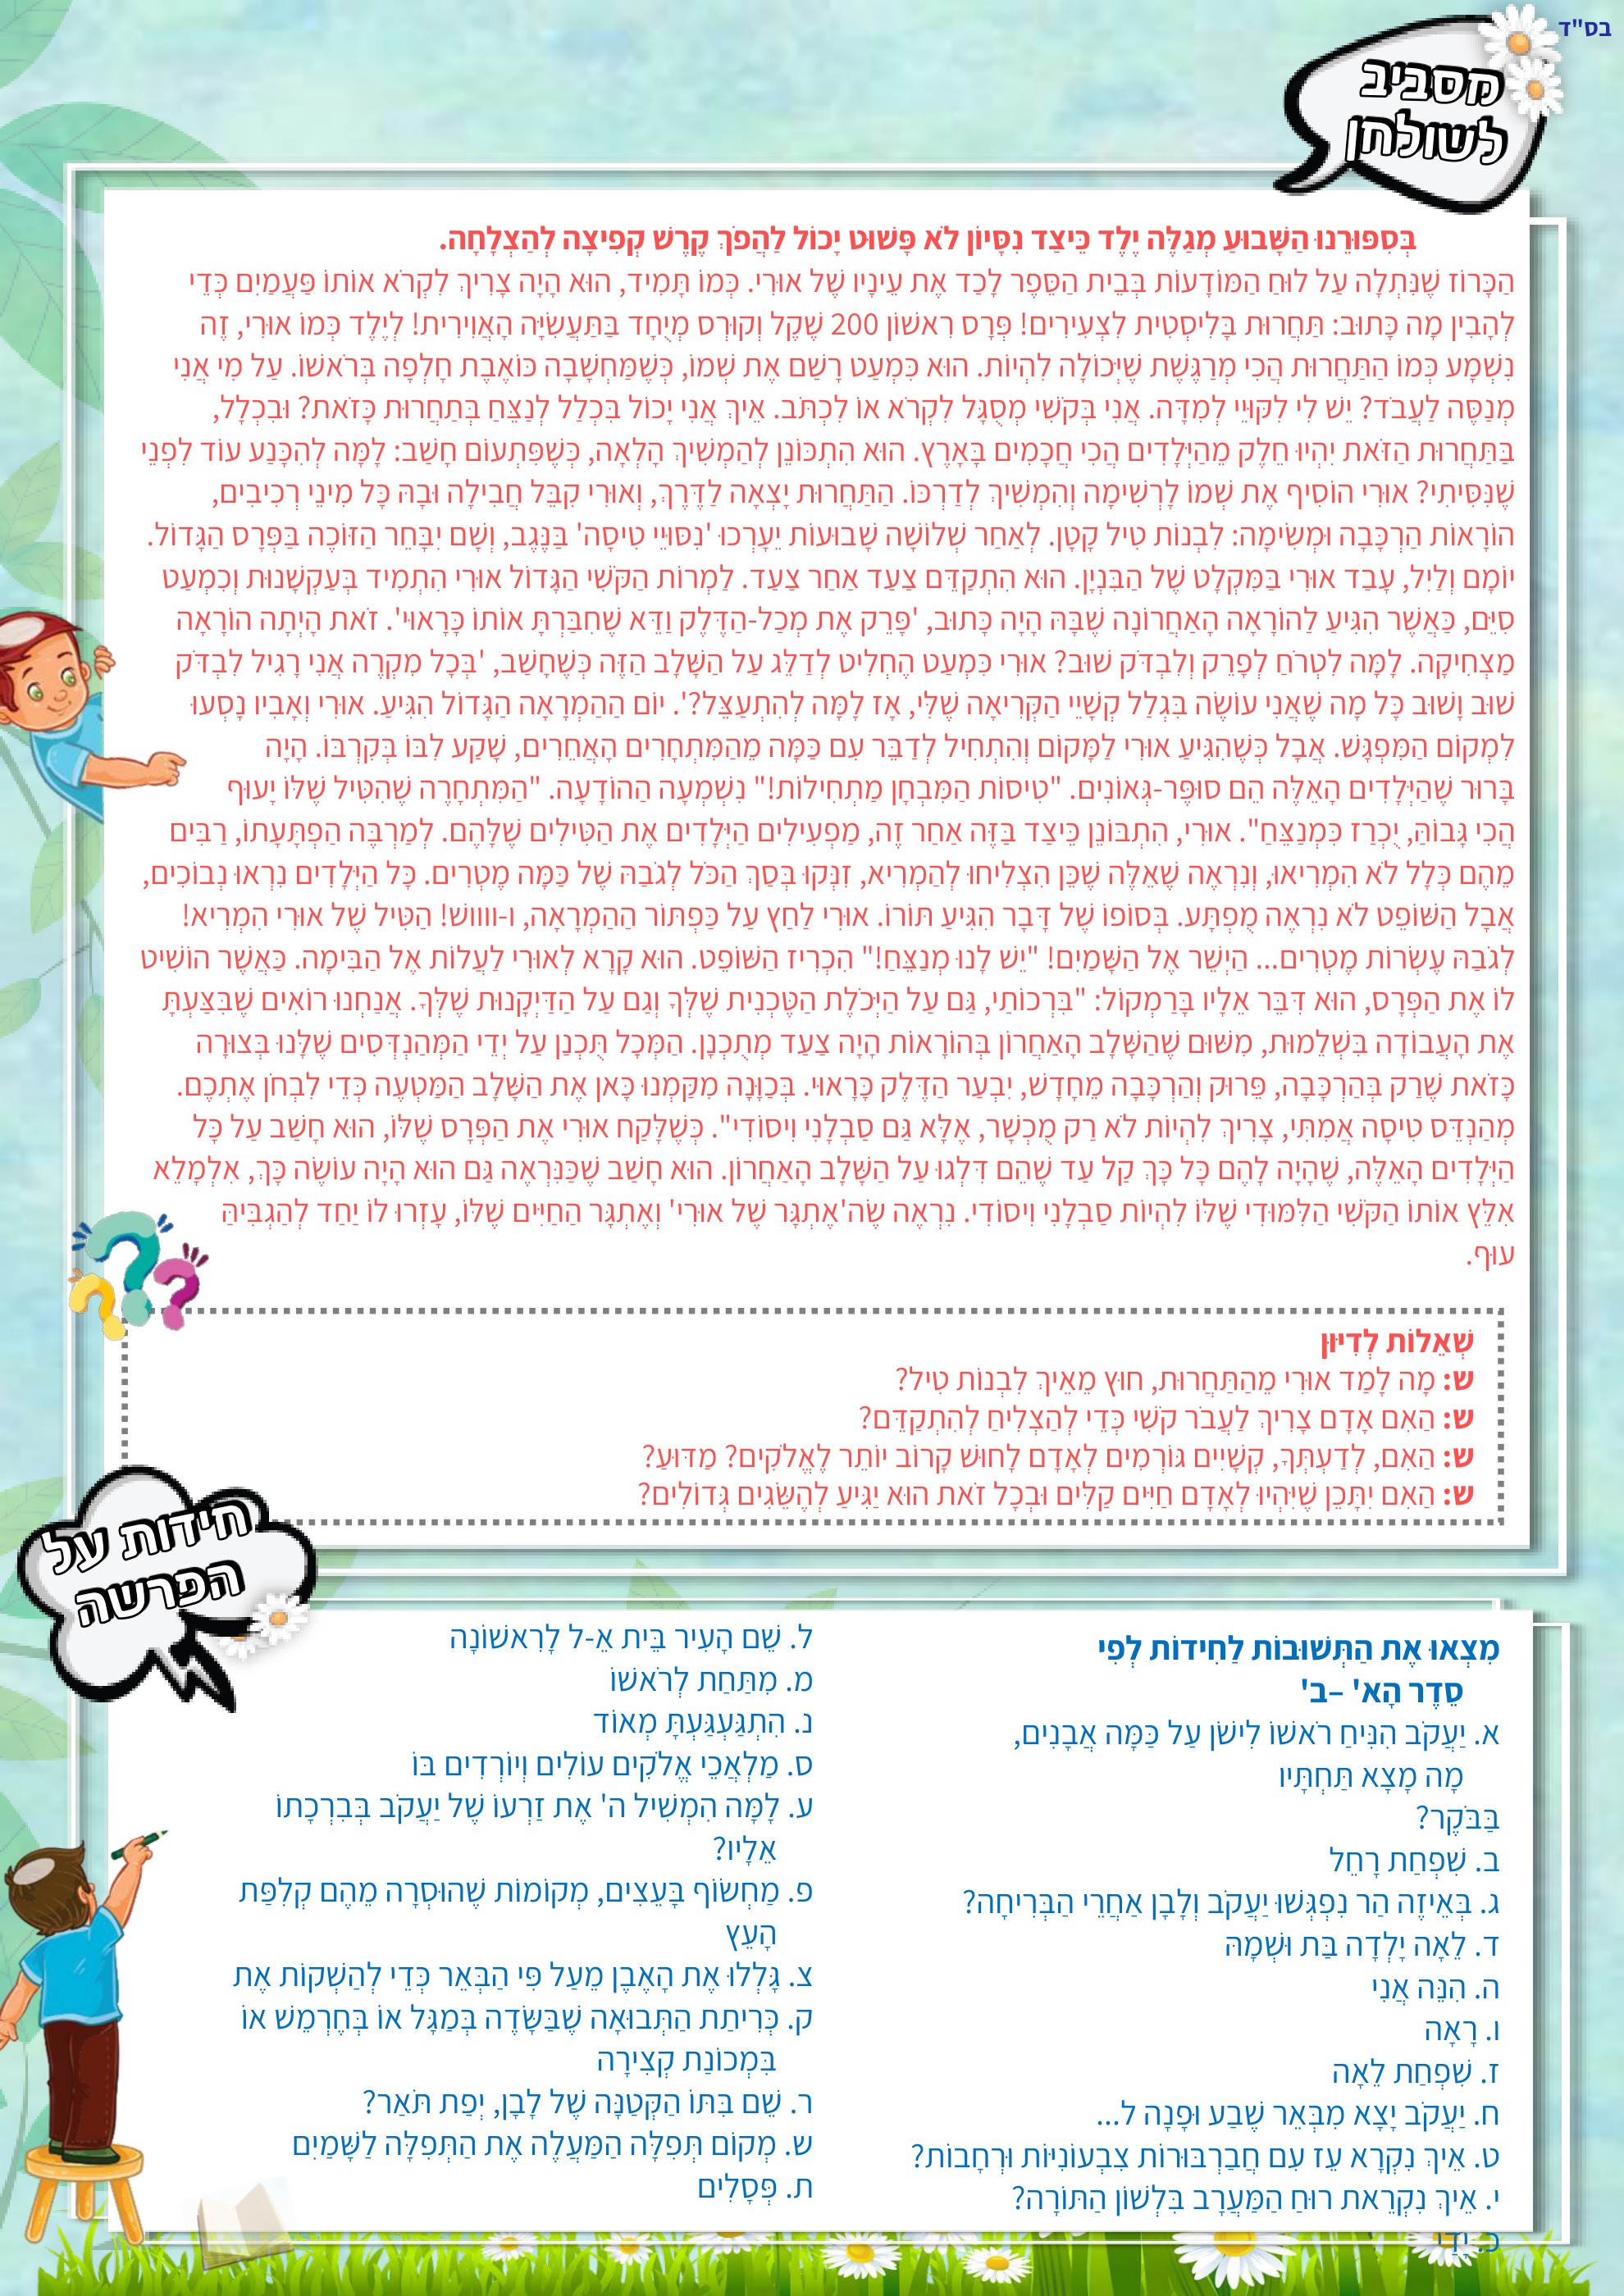 בס"ד
מסביב
לשולחן
בְּסִפּוּרֵנוּ הַשָּׁבוּעַ מְגַלֶּה יֶלֶד כֵּיצַד נִסָּיוֹן לֹא פָּשׁוּט יָכוֹל לַהֲפֹךְ קֶרֶשׁ קְפִיצָה לְהַצְלָחָה.
הַכָּרוֹז שֶׁנִּתְלָה עַל לוּחַ הַמּוֹדָעוֹת בְּבֵית הַסֵּפֶר לָכַד אֶת עֵינָיו שֶׁל אוּרִי. כְּמוֹ תָּמִיד, הוּא הָיָה צָרִיךְ לִקְרֹא אוֹתוֹ פַּעֲמַיִם כְּדֵי
לְהָבִין מָה כָּתוּב: תַּחֲרוּת בָּלִיסְטִית לִצְעִירִים! פְּרָס רִאשׁוֹן 200 שֶׁקֶל וְקוּרְס מְיֻחָד בַּתַּעֲשִׂיָּה הָאֲוִירִית! לְיֶלֶד כְּמוֹ אוּרִי, זֶה
נִשְׁמָע כְּמוֹ הַתַּחֲרוּת הֲכִי מְרַגֶּשֶׁת שֶׁיְּכוֹלָה לִהְיוֹת. הוּא כִּמְעַט רָשַׁם אֶת שְׁמוֹ, כְּשֶׁמַּחְשָׁבָה כּוֹאֶבֶת חָלְפָה בְּרֹאשׁוֹ. עַל מִי אֲנִי
מְנַסֶּה לַעֲבֹד? יֵשׁ לִי לִקּוּיֵי לְמִדָּה. אֲנִי בְּקֹשִׁי מְסֻגָּל לִקְרֹא אוֹ לִכְתֹּב. אֵיךְ אֲנִי יָכוֹל בִּכְלַל לְנַצֵּחַ בְּתַחֲרוּת כָּזֹאת? וּבִכְלָל,
בַּתַּחֲרוּת הַזֹּאת יִהְיוּ חֵלֶק מֵהַיְּלָדִים הֲכִי חֲכָמִים בָּאָרֶץ. הוּא הִתְכּוֹנֵן לְהַמְשִׁיךְ הָלְאָה, כְּשֶׁפִּתְעוֹם חָשַׁב: לָמָּה לְהִכָּנַע עוֹד לִפְנֵי
שֶׁנִּסִּיתִי? אוּרִי הוֹסִיף אֶת שְׁמוֹ לָרְשִׁימָה וְהִמְשִׁיךְ לְדַרְכּוֹ. הַתַּחֲרוּת יָצְאָה לַדֶּרֶךְ, וְאוּרִי קִבֵּל חֲבִילָה וּבָהּ כָּל מִינֵי רְכִיבִים,
הוֹרָאוֹת הַרְכָּבָה וּמְשִׂימָה: לִבְנוֹת טִיל קָטָן. לְאַחַר שְׁלוֹשָׁה שָׁבוּעוֹת יֵעָרְכוּ 'נִסּוּיֵי טִיסָה' בַּנֶּגֶב, וְשָׁם יִבָּחֵר הַזּוֹכֶה בַּפְּרָס הַגָּדוֹל.
יוֹמָם וְלַיִל, עָבַד אוּרִי בַּמִּקְלָט שֶׁל הַבִּנְיָן. הוּא הִתְקַדֵּם צַעַד אַחַר צַעַד. לַמְרוֹת הַקֹּשִׁי הַגָּדוֹל אוּרִי הִתְמִיד בְּעַקְשָׁנוּת וְכִמְעַט
סִיֵּם, כַּאֲשֶׁר הִגִּיעַ לַהוֹרָאָה הָאַחֲרוֹנָה שֶׁבָּהּ הָיָה כָּתוּב, 'פָּרֵק אֶת מְכַל-הַדֶּלֶק וַדֵּא שֶׁחִבַּרְתָּ אוֹתוֹ כָּרָאוּי'. זֹאת הָיְתָה הוֹרָאָה
מַצְחִיקָה. לָמָּה לִטְרֹחַ לְפָרֵק וְלִבְדֹּק שׁוּב? אוּרִי כִּמְעַט הֶחְלִיט לְדַלֵּג עַל הַשָּׁלָב הַזֶּה כְּשֶׁחָשַׁב, 'בְּכָל מִקְרֶה אֲנִי רָגִיל לִבְדֹּק
שׁוּב וָשׁוּב כָּל מָה שֶׁאֲנִי עוֹשֶׂה בִּגְלַל קְשָׁיֵי הַקְּרִיאָה שֶׁלִּי, אָז לָמָּה לְהִתְעַצֵּל?'. יוֹם הַהַמְרָאָה הַגָּדוֹל הִגִּיעַ. אוּרִי וְאָבִיו נָסְעוּ
לִמְקוֹם הַמִּפְגָּשׁ. אֲבָל כְּשֶׁהִגִּיעַ אוּרִי לַמָּקוֹם וְהִתְחִיל לְדַבֵּר עִם כַּמָּה מֵהַמִּתְחָרִים הָאֲחֵרִים, שָׁקַע לִבּוֹ בְּקִרְבּוֹ. הָיָה
בָּרוּר שֶׁהַיְּלָדִים הָאֵלֶּה הֵם סוּפֶּר-גְּאוֹנִים. "טִיסוֹת הַמִּבְחָן מַתְחִילוֹת!" נִשְׁמְעָה הַהוֹדָעָה. "הַמִּתְחָרֶה שֶׁהַטִּיל שֶׁלּוֹ יָעוּף
הֲכִי גָּבוֹהַּ, יֻכְרַז כִּמְנַצֵּחַ". אוּרִי, הִתְבּוֹנֵן כֵּיצַד בַּזֶּה אַחַר זֶה, מַפְעִילִים הַיְּלָדִים אֶת הַטִּילִים שֶׁלָּהֶם. לְמַרְבֶּה הַפְתָּעָתוֹ, רַבִּים
מֵהֶם כְּלָל לֹא הִמְרִיאוּ, וְנִרְאֶה שֶׁאֵלֶּה שֶׁכֵּן הִצְלִיחוּ לְהַמְרִיא, זִנְּקוּ בְּסַךְ הַכֹּל לְגֹבַהּ שֶׁל כַּמָּה מֶטְרִים. כָּל הַיְּלָדִים נִרְאוּ נְבוֹכִים,
אֲבָל הַשּׁוֹפֵט לֹא נִרְאֶה מֻפְתָּע. בְּסוֹפוֹ שֶׁל דָּבָר הִגִּיעַ תּוֹרוֹ. אוּרִי לַחַץ עַל כַּפְתּוֹר הַהַמְרָאָה, ו-ווווש! הַטִּיל שֶׁל אוּרִי הִמְרִיא!
לְגֹבַהּ עֶשְׂרוֹת מֶטְרִים... הַיְשֵׁר אֶל הַשָּׁמַיִם! "יֵשׁ לָנוּ מְנַצֵּחַ!" הִכְרִיז הַשּׁוֹפֵט. הוּא קָרָא לְאוּרִי לַעֲלוֹת אֶל הַבִּימָה. כַּאֲשֶׁר הוֹשִׁיט
לוֹ אֶת הַפְּרָס, הוּא דִּבֵּר אֵלָיו בָּרַמְקוֹל: "בִּרְכוֹתַי, גַּם עַל הַיְּכֹלֶת הַטֶּכְנִית שֶׁלְּךָ וְגַם עַל הַדַּיְקָנוּת שֶׁלְּךָ. אֲנַחְנוּ רוֹאִים שֶׁבִּצַּעְתָּ
אֶת הָעֲבוֹדָה בִּשְׁלֵמוּת, מִשּׁוּם שֶׁהַשָּׁלָב הָאַחֲרוֹן בְּהוֹרָאוֹת הָיָה צַעַד מְתֻכְנָן. הַמְּכָל תֻּכְנַן עַל יְדֵי הַמְּהַנְדְּסִים שֶׁלָּנוּ בְּצוּרָה
כָּזֹאת שֶׁרַק בְּהַרְכָּבָה, פֵּרוּק וְהַרְכָּבָה מֵחָדָשׁ, יִבְעַר הַדֶּלֶק כָּרָאוּי. בְּכַוָּנָה מִקַּמְנוּ כָּאן אֶת הַשָּׁלָב הַמַּטְעֶה כְּדֵי לִבְחֹן אֶתְכֶם.
מְהַנְדֵּס טִיסָה אֲמִתִּי, צָרִיךְ לִהְיוֹת לֹא רַק מֻכְשָׁר, אֶלָּא גַּם סַבְלָנִי וִיסוֹדִי". כְּשֶׁלָּקַח אוּרִי אֶת הַפְּרָס שֶׁלּוֹ, הוּא חָשַׁב עַל כָּל
הַיְּלָדִים הָאֵלֶּה, שֶׁהָיָה לָהֶם כָּל כָּךְ קַל עַד שֶׁהֵם דִּלְּגוּ עַל הַשָּׁלָב הָאַחֲרוֹן. הוּא חָשַׁב שֶׁכַּנִּרְאֶה גַּם הוּא הָיָה עוֹשֶׂה כָּךְ, אִלְמָלֵא
אִלֵּץ אוֹתוֹ הַקֹּשִׁי הַלִּמּוּדִי שֶׁלּוֹ לִהְיוֹת סַבְלָנִי וִיסוֹדִי. נִרְאֶה שֶׁה'אֶתְגָּר שֶׁל אוּרִי' וְאֶתְגָּר הַחַיִּים שֶׁלּוֹ, עָזְרוּ לוֹ יַחַד לְהַגְבִּיהַּ
עוּף.
שְׁאֵלוֹת לְדִיּוּן
ש: מָה לָמַד אוּרִי מֵהַתַּחֲרוּת, חוּץ מֵאֵיךְ לִבְנוֹת טִיל?
ש: הַאִם אָדָם צָרִיךְ לַעֲבֹר קֹשִׁי כְּדֵי לְהַצְלִיחַ לְהִתְקַדֵּם?
ש: הַאִם, לְדַעְתְּךָ, קְשָׁיִים גּוֹרְמִים לְאָדָם לָחוּשׁ קָרוֹב יוֹתֵר לֶאֱלֹקִים? מַדּוּעַ?
ש: הַאִם יִתָּכֵן שֶׁיִּהְיוּ לְאָדָם חַיִּים קַלִּים וּבְכָל זֹאת הוּא יַגִּיעַ לְהֶשֵּׂגִים גְּדוֹלִים?
חידות על
הפרשה
מִצְאוּ אֶת הַתְּשׁוּבוֹת לַחִידוֹת לְפִי
סֵדֶר הָא' –ב'
א. יַעֲקֹב הִנִּיחַ רֹאשׁוֹ לִישֹׁן עַל כַּמָּה אֲבָנִים,
מָה מָצָא תַּחְתָּיו
בַּבֹּקֶר?
ב. שִׁפְחַת רָחֵל
ג. בְּאֵיזֶה הַר נִפְגְּשׁוּ יַעֲקֹב וְלָבָן אַחֲרֵי הַבְּרִיחָה?
ד. לֵאָה יָלְדָה בַּת וּשְׁמָהּ
ה. הִנֵּה אֲנִי
ו. רָאָה
ז. שִׁפְחַת לֵאָה
ח. יַעֲקֹב יָצָא מִבְּאֵר שֶׁבַע וּפָנָה ל...
ט. אֵיךְ נִקְרָא עֵז עִם חֲבַרְבּוּרוֹת צִבְעוֹנִיּוֹת וּרְחָבוֹת?
י. אֵיךְ נִקְרֵאת רוּחַ הַמַּעֲרָב בִּלְשׁוֹן הַתּוֹרָה?
כ. יָדַי
ל. שֵׁם הָעִיר בֵּית אֵ-ל לָרִאשׁוֹנָה
מ. מִתַּחַת לְרֹאשׁוֹ
נ. הִתְגַּעְגַּעְתָּ מְאוֹד
ס. מַלְאֲכֵי אֱלֹקִים עוֹלִים וְיוֹרְדִים בּוֹ
ע. לָמָּה הִמְשִׁיל ה' אֶת זַרְעוֹ שֶׁל יַעֲקֹב בְּבִרְכָתוֹ
אֵלָיו?
פ. מַחְשׂוֹף בָּעֵצִים, מְקוֹמוֹת שֶׁהוּסְרָה מֵהֶם קְלִפַּת
הָעֵץ
צ. גָּלְלוּ אֶת הָאֶבֶן מֵעַל פִּי הַבְּאֵר כְּדֵי לְהַשְׁקוֹת אֶת
ק. כְּרִיתַת הַתְּבוּאָה שֶׁבַּשָּׂדֶה בְּמַגָּל אוֹ בְּחֶרְמֵשׁ אוֹ
בִּמְכוֹנַת קְצִירָה
ר. שֵׁם בִּתּוֹ הַקְּטַנָּה שֶׁל לָבָן, יְפַת תֹּאַר?
ש. מְקוֹם תְּפִלָּה הַמַּעֲלֶה אֶת הַתְּפִלָּה לַשָּׁמַיִם
ת. פְּסָלִים